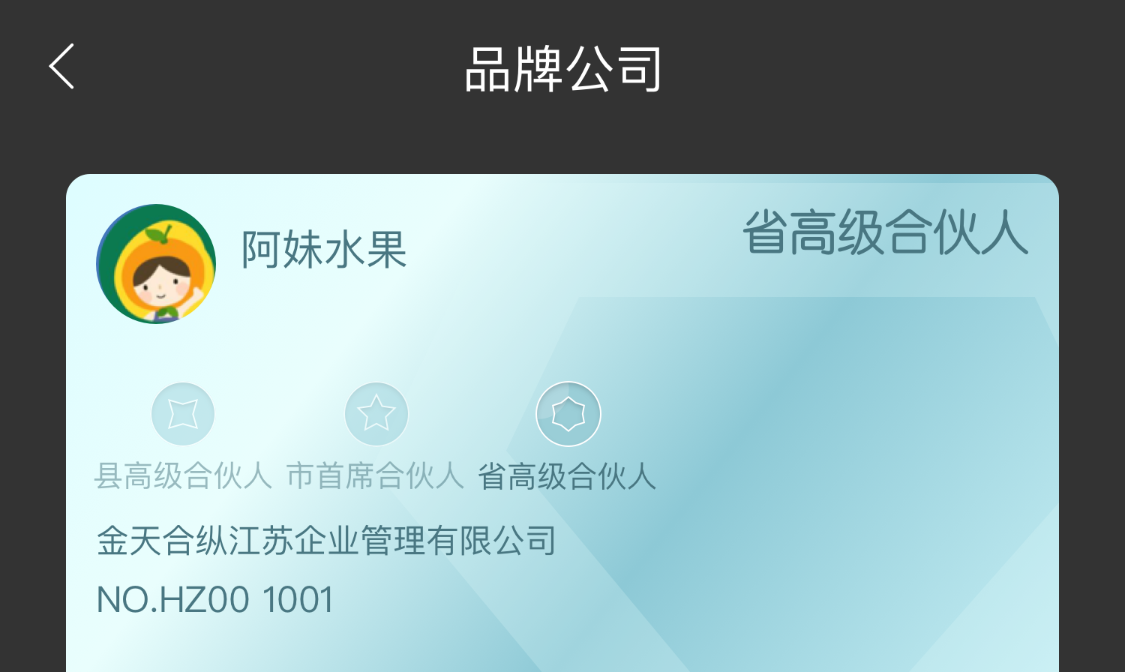 品牌公司
阿妹水果
省高级合伙人
县高级合伙人 市首席合伙人 省高级合伙人
金天合纵江苏企业管理有限公司
NO.HZ00 1001